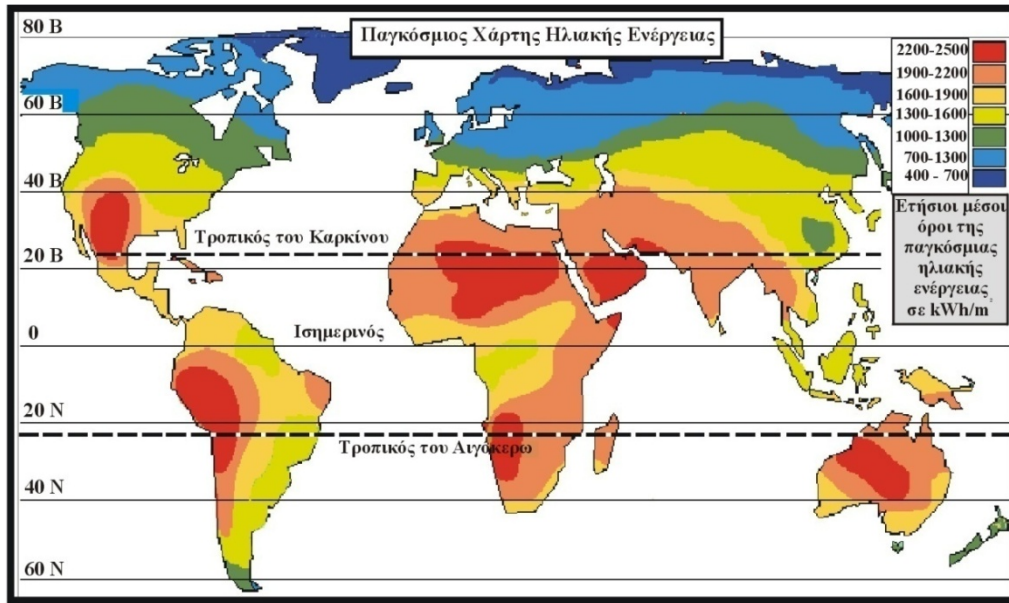 Παγκόσμιος Χάρτης Ηλιακής Ενέργειας
80 Β
60 Β
40 Β
Τροπικός του Καρκίνου
20 Β
Ισημερινός
0
20 Ν
Τροπικός του Αιγόκερω
40 Ν
60 Ν
2200-2500
1900-2200
1600-1900
1300-1600
1000-1300
700-1300
400 - 700
Ετήσιοι μέσοι
όροι της
παγκόσμιας
ηλιακής
ενέργειας
σε kWh/m²